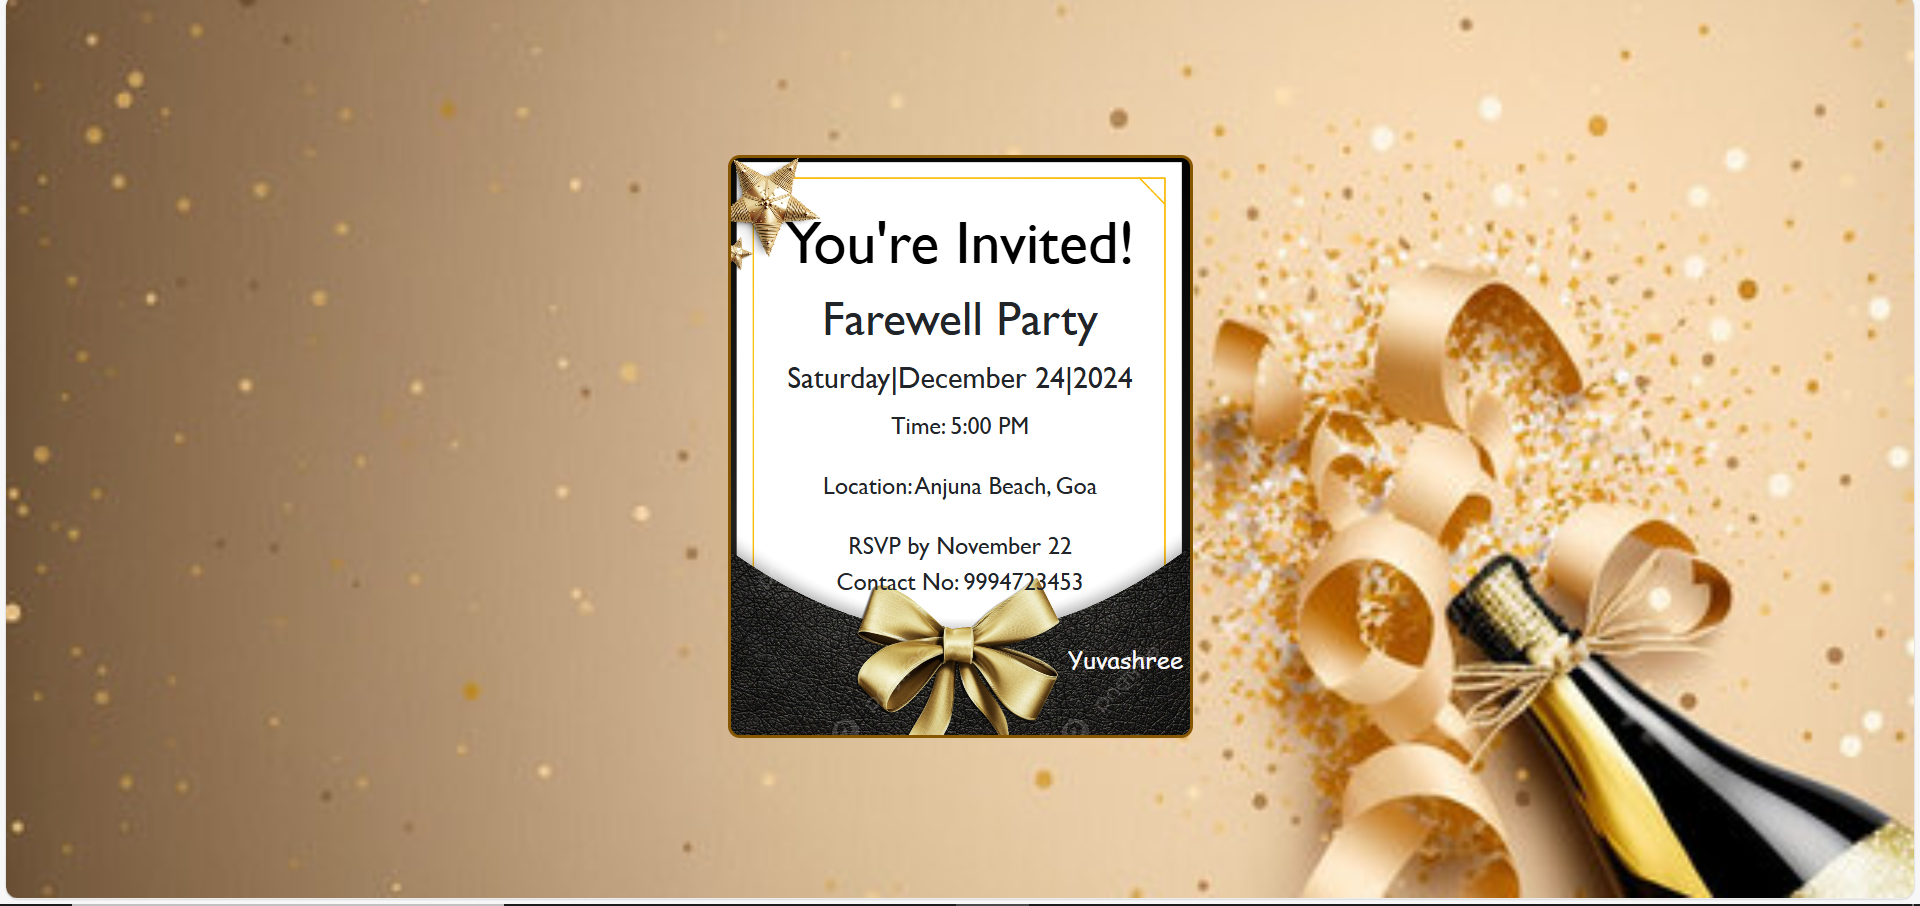 You're Invited!
Farewell Party
Saturday|December 24|2024
Time: 5:00 PM
Location:Anjuna Beach, Goa
RSVP by November 22
Contact No: 9994723453
Yuvashree